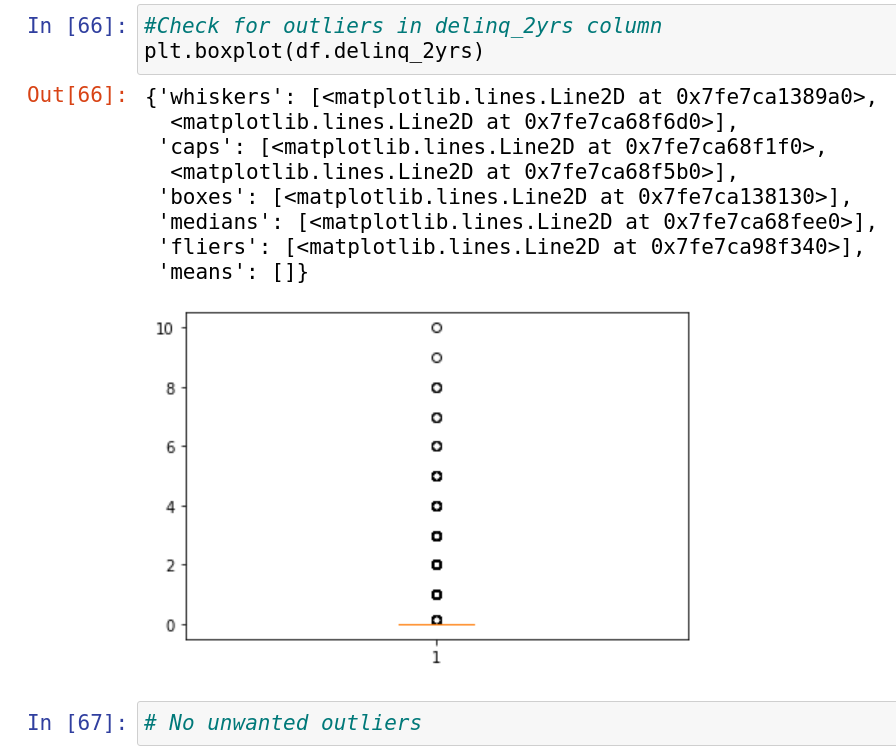 In [66]: #Check for outliers in delinq_2yrs column
plt.boxplot(df.delinq_2yrs)
Out[66]: {'whiskers': [<matplotlib.lines.Line2D at 0x7fe7ca1389a0>,
<matplotlib.lines.Line2D at 0x7fe7ca68f6d0>],
'caps': [<matplotlib.lines.Line2D at 0x7fe7ca68f1f0>,
<matplotlib.lines.Line2D at 0x7fe7ca68f5b0>],
'boxes': [<matplotlib.lines.Line2D at 0x7fe7ca138130>],
'medians': [<matplotlib.lines.Line2D at 0x7fe7ca68fee0>],
'fliers': [<matplotlib.lines.Line2D at 0x7fe7ca98f340>],
'means': []}
10
8
6
4
2
0
1
In [67]: # No unwanted outliers